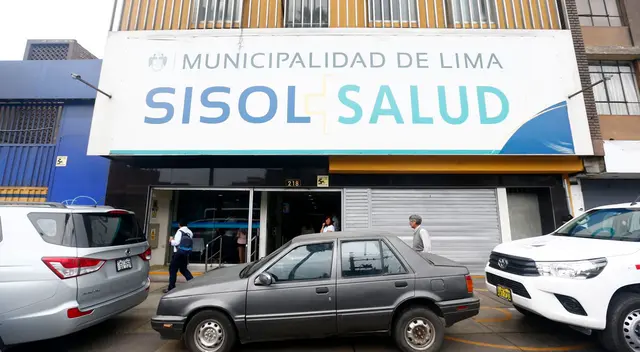 MUNICIPALIDAD DE LIMA
SISOL SALUD
218